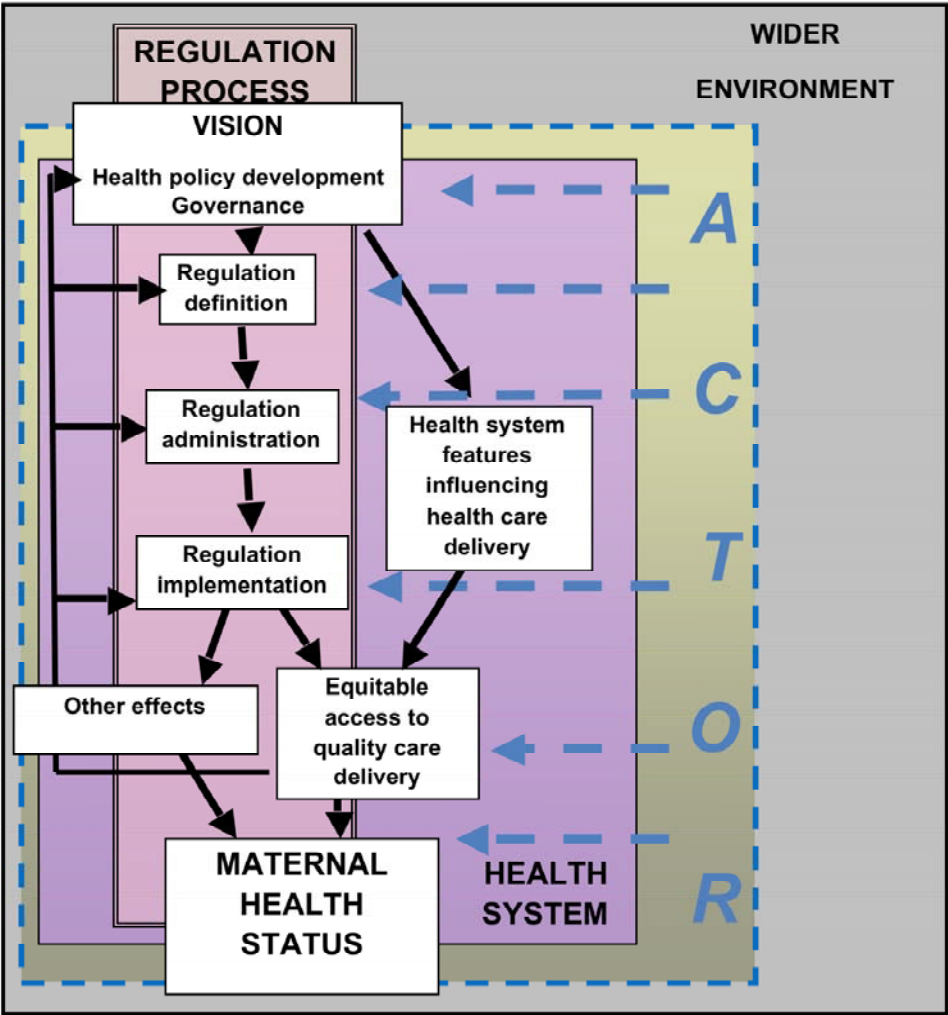 WIDER
ENVIRONMENT
REGULATION
PROCESS
VISION
Health policy development
Governance
Regulation
definition
Regulation
administration
Health system
features
influencing
health care
delivery
Regulation
implementation
Other effects
Equitable
access to
quality care
delivery
MATERNAL
HEALTH
STATUS
HEALTH
SYSTEM
A
C
T
O
R